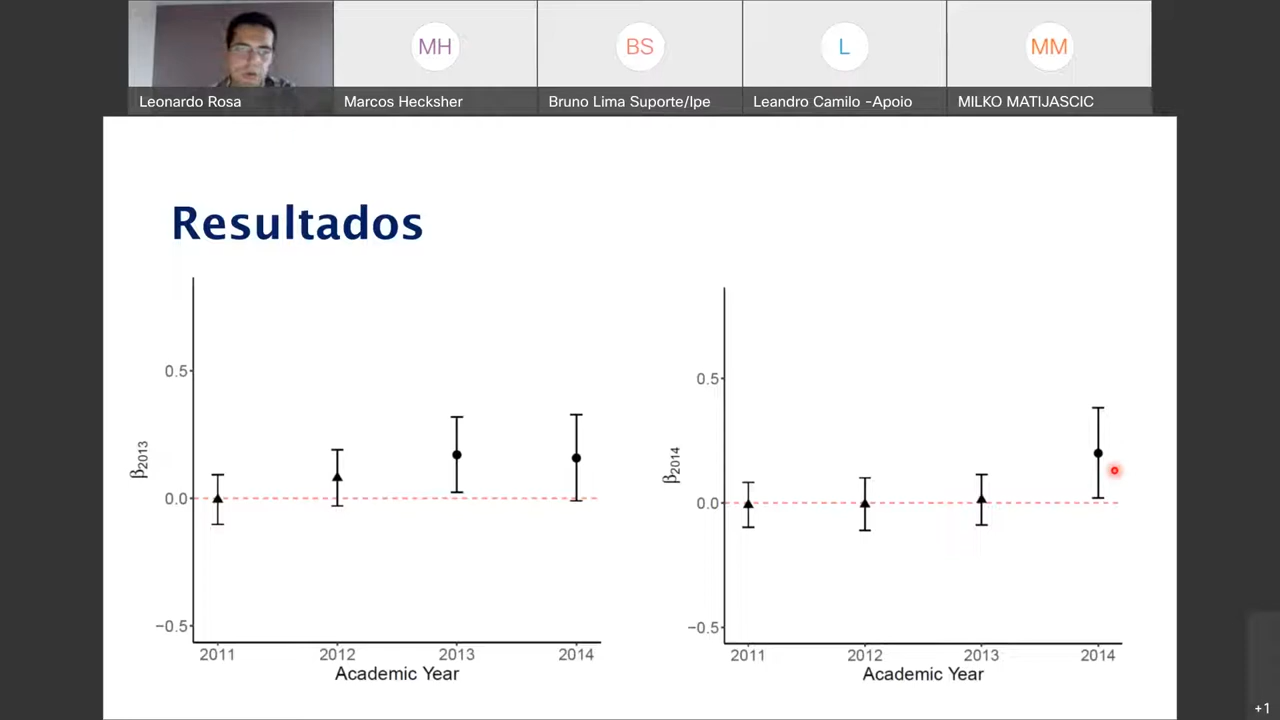 MH
BS
L
MM
Leonardo Rosa
Marcos Hecksher
Bruno Lima Suporte/Ipe
Leandro Camilo -Apoio
MILKO MATIJASCIC
Resultados
β2013
0.5
0.0
−0.5
2011
2012
2013
2014
Academic Year
β2014
0.5
0.0
−0.5
2011
2012
2013
2014
Academic Year
+1